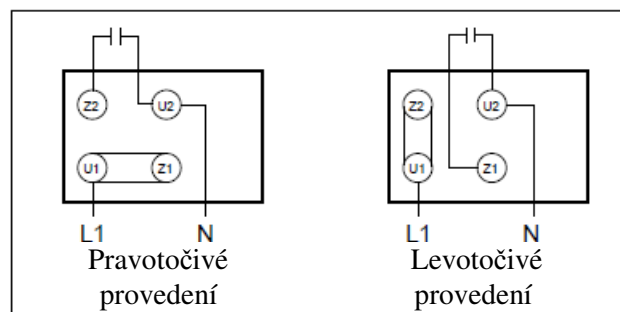 Z2 U2
U1 Z1
L1 N
Pravotočivé
provedení
Z2 U2
U1 Z1
L1 N
Levotočivé
provedení